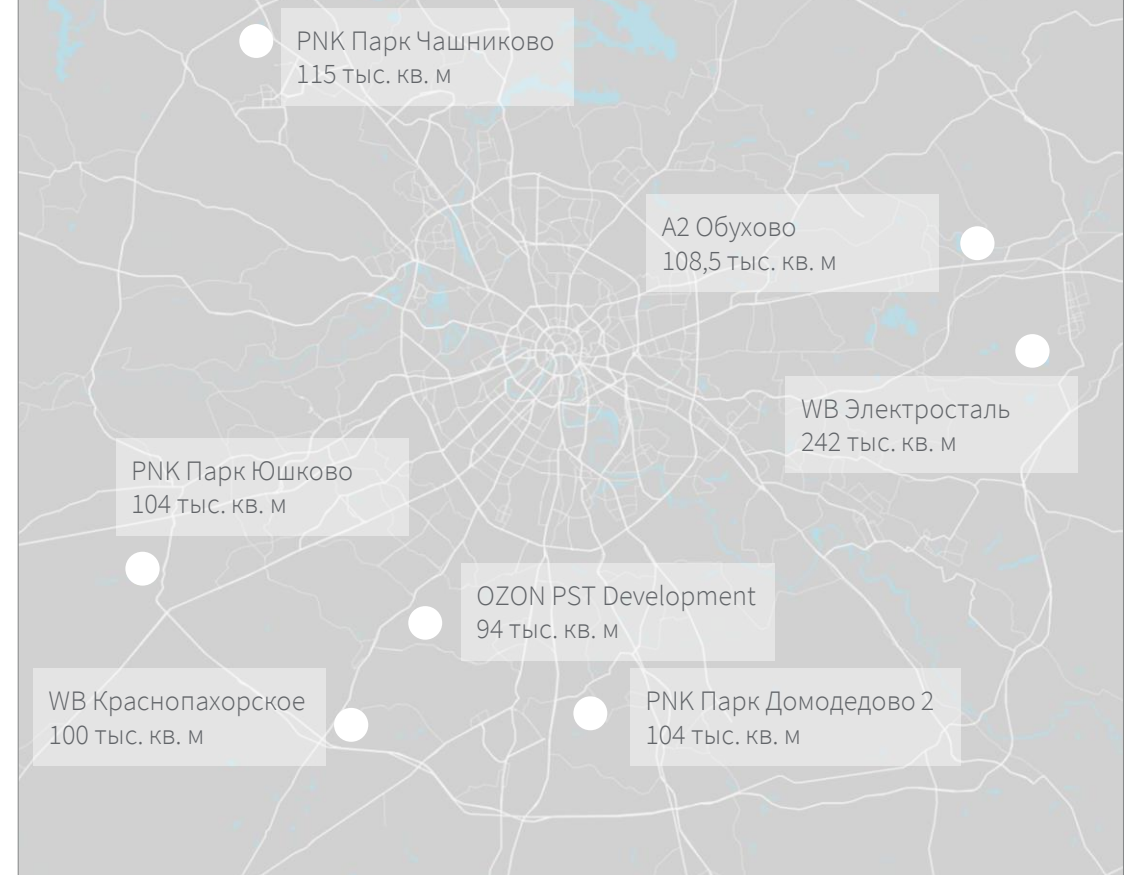 PNK Парк Чашниково
115 тыс. кв. м
А2 Обухово
108,5 тыс. кв. м
WB Электросталь
242 тыс. кв. м
PNK Парк Юшково
104 тыс. кв. м
OZON PST Development
94 тыс. кв. м
WB Краснопахорское
100 тыс. кв. м
PNK Парк Домодедово 2
104 тыс. кв. м